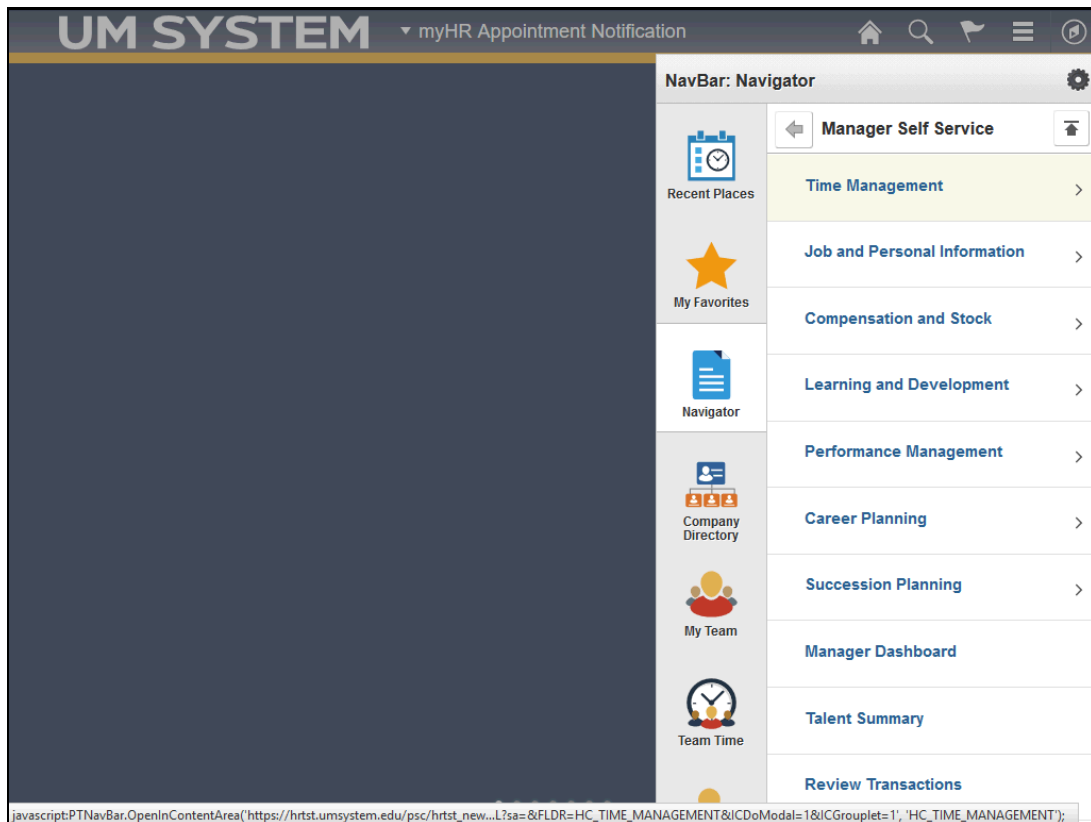 UM SYSTEM
myHR Appointment Notification
NavBar: Navigator
Recent Places
My Favorites
Navigator
Company
Directory
My Team
Team Time
Manager Self Service
Time Management
Job and Personal Information
Compensation and Stock
Learning and Development
Performance Management
Career Planning
Succession Planning
Manager Dashboard
Talent Summary
Review Transactions
javascript:PTNavBar.OpenInContentArea('https://hrtst.umsystem.edu/psc/hrtst_new...L?sa=&FLDR=HC_TIME_MANAGEMENT&ICDoModal=1&ICGrouplet=1', 'HC_TIME_MANAGEMENT');